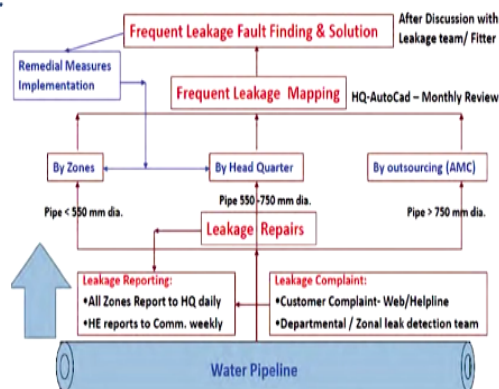 Frequent Leakage Fault Finding & Solution
After Discussion with
Leakage team/ Fitter
Remedial Measures
Implementation
Frequent Leakage Mapping
HQ-AutoCad – Monthly Review
By Zones
By Head Quarter
By outsourcing (AMC)
Pipe < 550 mm dia.
Pipe 550 -750 mm dia.
Pipe > 750 mm dia.
Leakage Repairs
Leakage Reporting:
•All Zones Report to HQ daily
•HE reports to Comm. weekly
Leakage Complaint:
•Customer Complaint- Web/Helpline
•Departmental / Zonal leak detection team
Water Pipeline